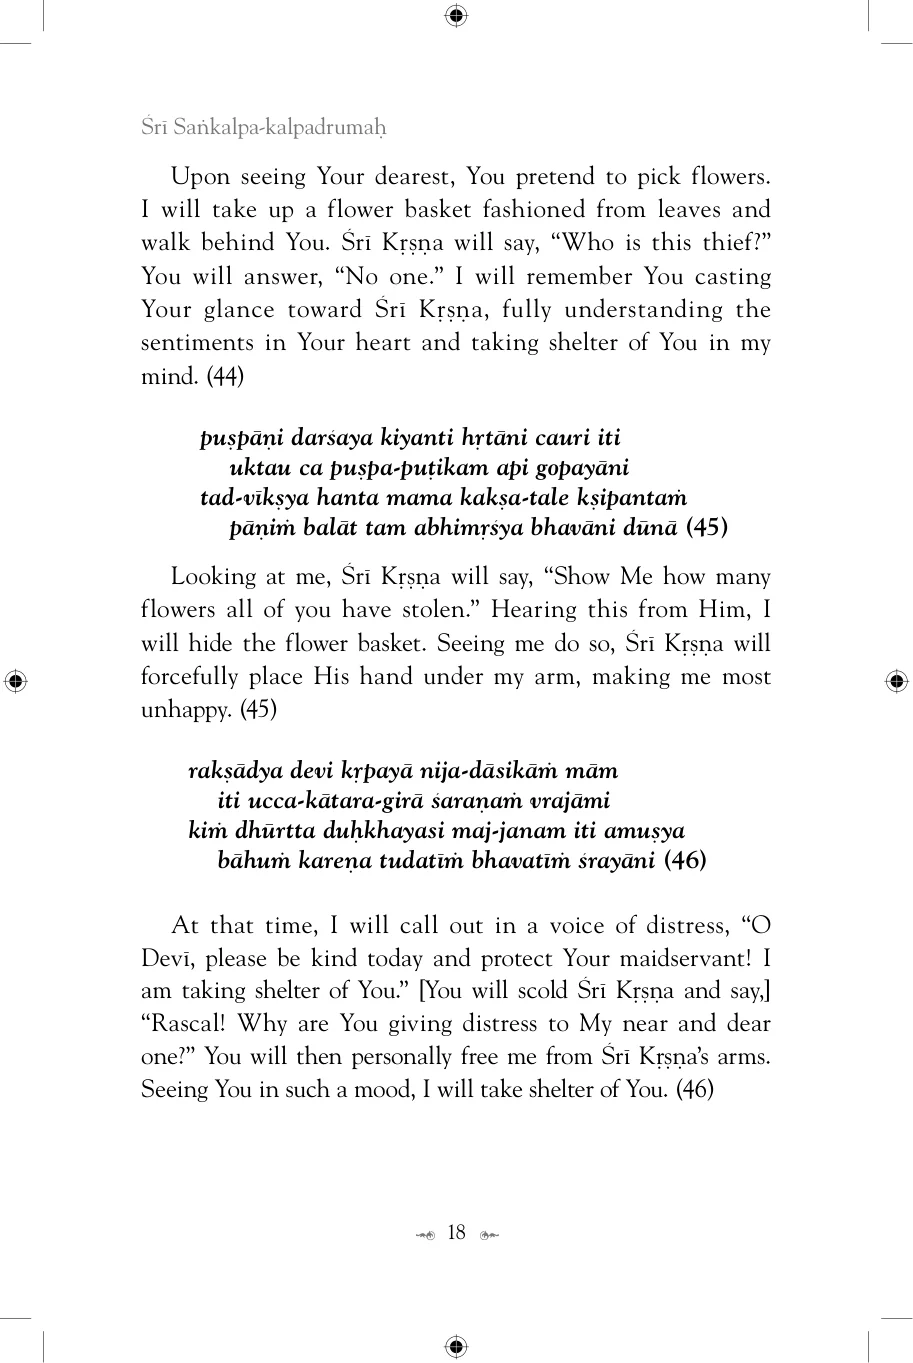 Śrī Saṅkalpa-kalpadrumaḥ
Upon seeing Your dearest, You pretend to pick flowers.
I will take up a flower basket fashioned from leaves and
walk behind You. Śrī Kṛṣṇa will say, “Who is this thief?”
You will answer, “No one.” I will remember You casting
Your glance toward Śrī Kṛṣṇa, fully understanding the
sentiments in Your heart and taking shelter of You in my
mind. (44)
puṣpāṇi darśaya kiyanti hṛtāni cauri iti
uktau ca puṣpa-puṭikam api gopayāni
tad-vīkṣya hanta mama kakṣa-tale kṣipantaṁ
pāṇiṁ balāt tam abhimṛśya bhavāni dūnā (45)
Looking at me, Śrī Kṛṣṇa will say, “Show Me how many
flowers all of you have stolen.” Hearing this from Him, I
will hide the flower basket. Seeing me do so, Śrī Kṛṣṇa will
forcefully place His hand under my arm, making me most
unhappy. (45)
rakṣādya devi kṛpayā nija-dāsikāṁ mām
iti ucca-kātara-girā śaraṇaṁ vrajāmi
kiṁ dhūrtta duḥkhayasi maj-janam iti amuṣya
bāhuṁ kareṇa tudatīṁ bhavatīṁ śrayāni (46)
At that time, I will call out in a voice of distress, “O
Devī, please be kind today and protect Your maidservant! I
am taking shelter of You.” [You will scold Śrī Kṛṣṇa and say,]
“Rascal! Why are You giving distress to My near and dear
one?” You will then personally free me from Śrī Kṛṣṇa’s arms.
Seeing You in such a mood, I will take shelter of You. (46)
18